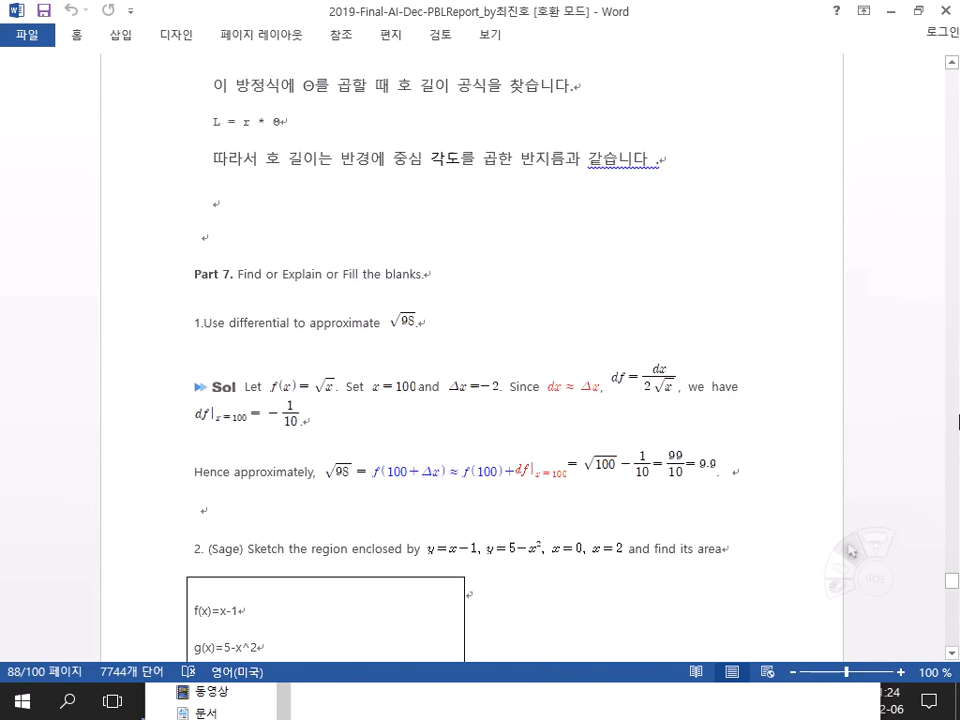 2019-Final-AI-Dec-PBLReport_by최진호 [호환 모드] - Word
파일 홈 삽입 디자인 페이지 레이아웃 참조 편지 검토 보기 로그인
이 방정식에 Θ를 곱할 때 호 길이 공식을 찾습니다.
L = r * θ
따라서 호 길이는 반경에 중심 각도를 곱한 반지름과 같습니다 .
Part 7. Find or Explain or Fill the blanks.
1.Use differential to approximate √98.
Sol Let f(x)= √x. Set x=100 and Δx=-2. Since dx ≈ Δx, df= dx/2√x, we have
df|x=100 = - 1/10.
Hence approximately, √98 = f(100+Δx) ≈ f(100)+df|x=100 = √100 - 1/10 = 99/10 = 9.9 .
2. (Sage) Sketch the region enclosed by y=x-1, y=5-x², x=0, x=2 and find its area
f(x)=x-1
g(x)=5-x^2
88/100 페이지 7744개 단어 영어(미국) 100 %
동영상
문서
1:24
2-06